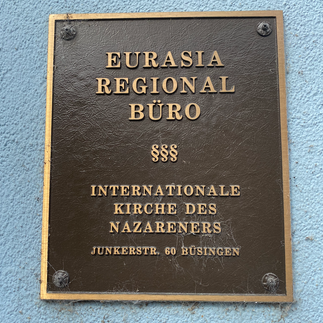 EURASIA
REGIONAL
BÜRO
§§§
INTERNATIONALE
KIRCHE DES
NAZARENERS
JUNKERSTR. 60 BÜSINGEN